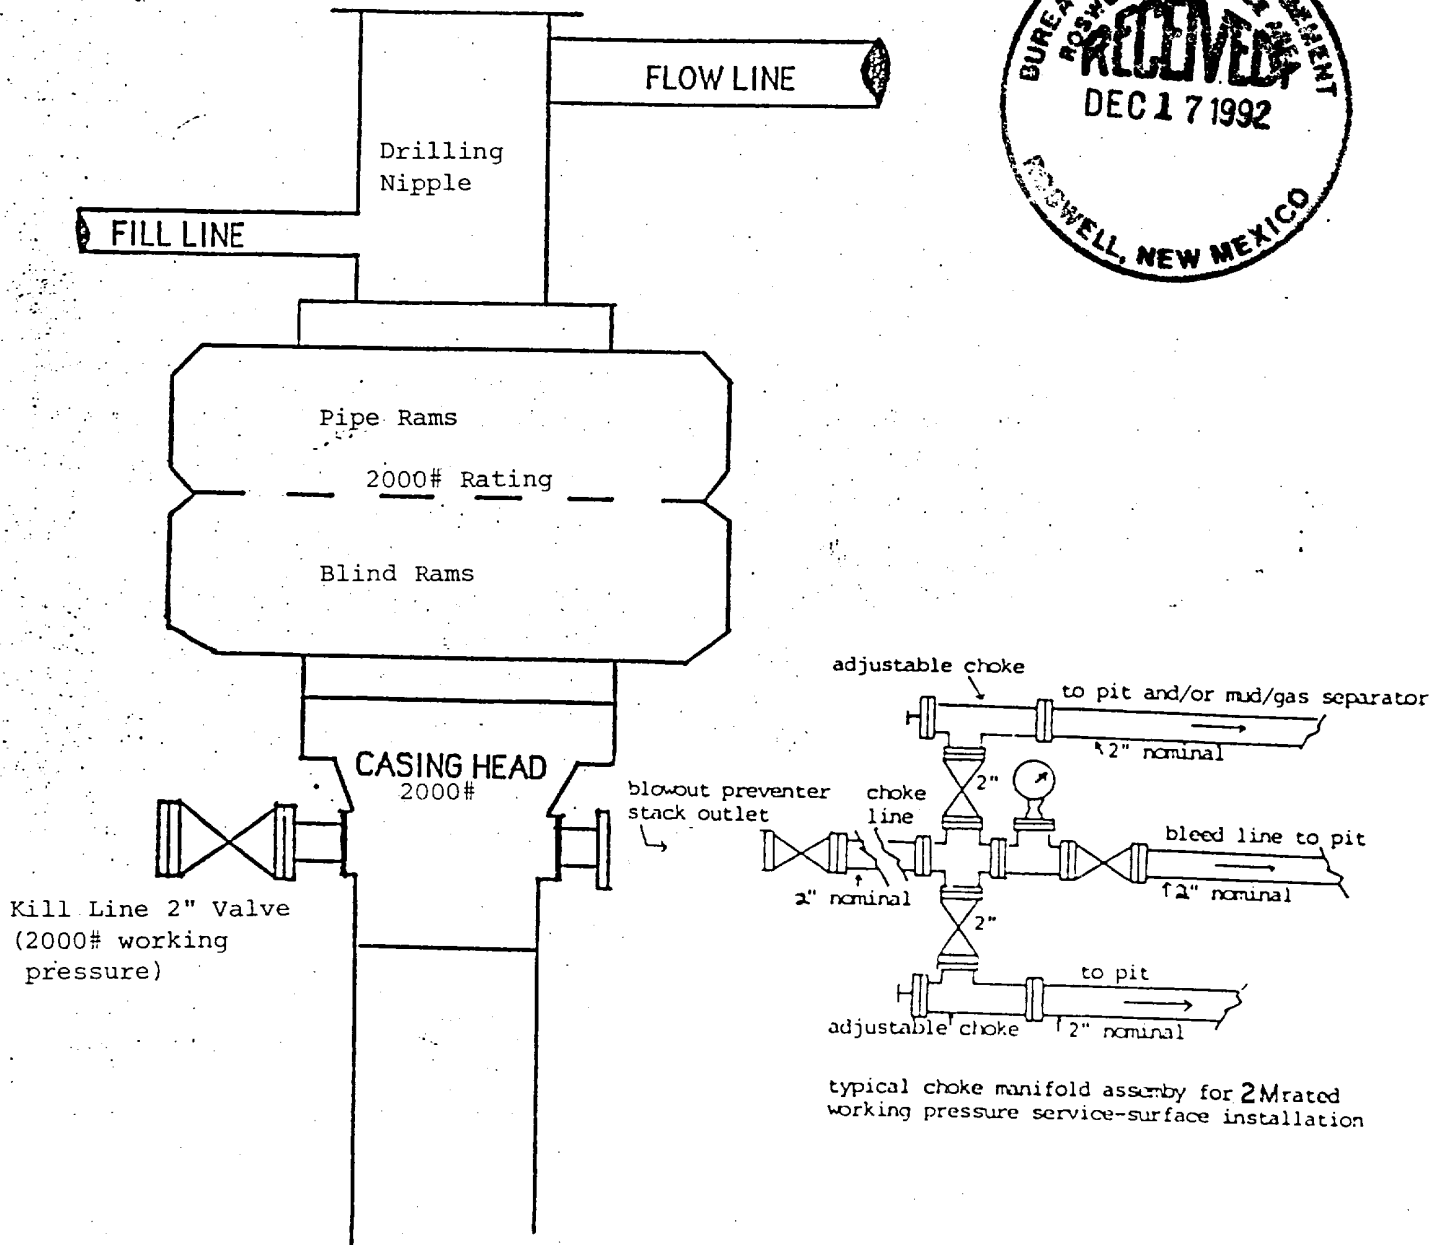 FLOW LINE
Drilling
Nipple
FILL LINE
RECEIVED
DEC 17 1992
ROSWELL, NEW MEXICO
Pipe Rams
2000# Rating
Blind Rams
CASING HEAD
2000#
Kill Line 2" Valve
(2000# working
pressure)
blowout preventer
stack outlet
choke
line
2" nominal
adjustable choke
to pit and/or mud/gas separator
2" nominal
2"
bleed line to pit
2" nominal
2"
to pit
adjustable choke
2" nominal
typical choke manifold assemby for 2M rated
working pressure service-surface installation